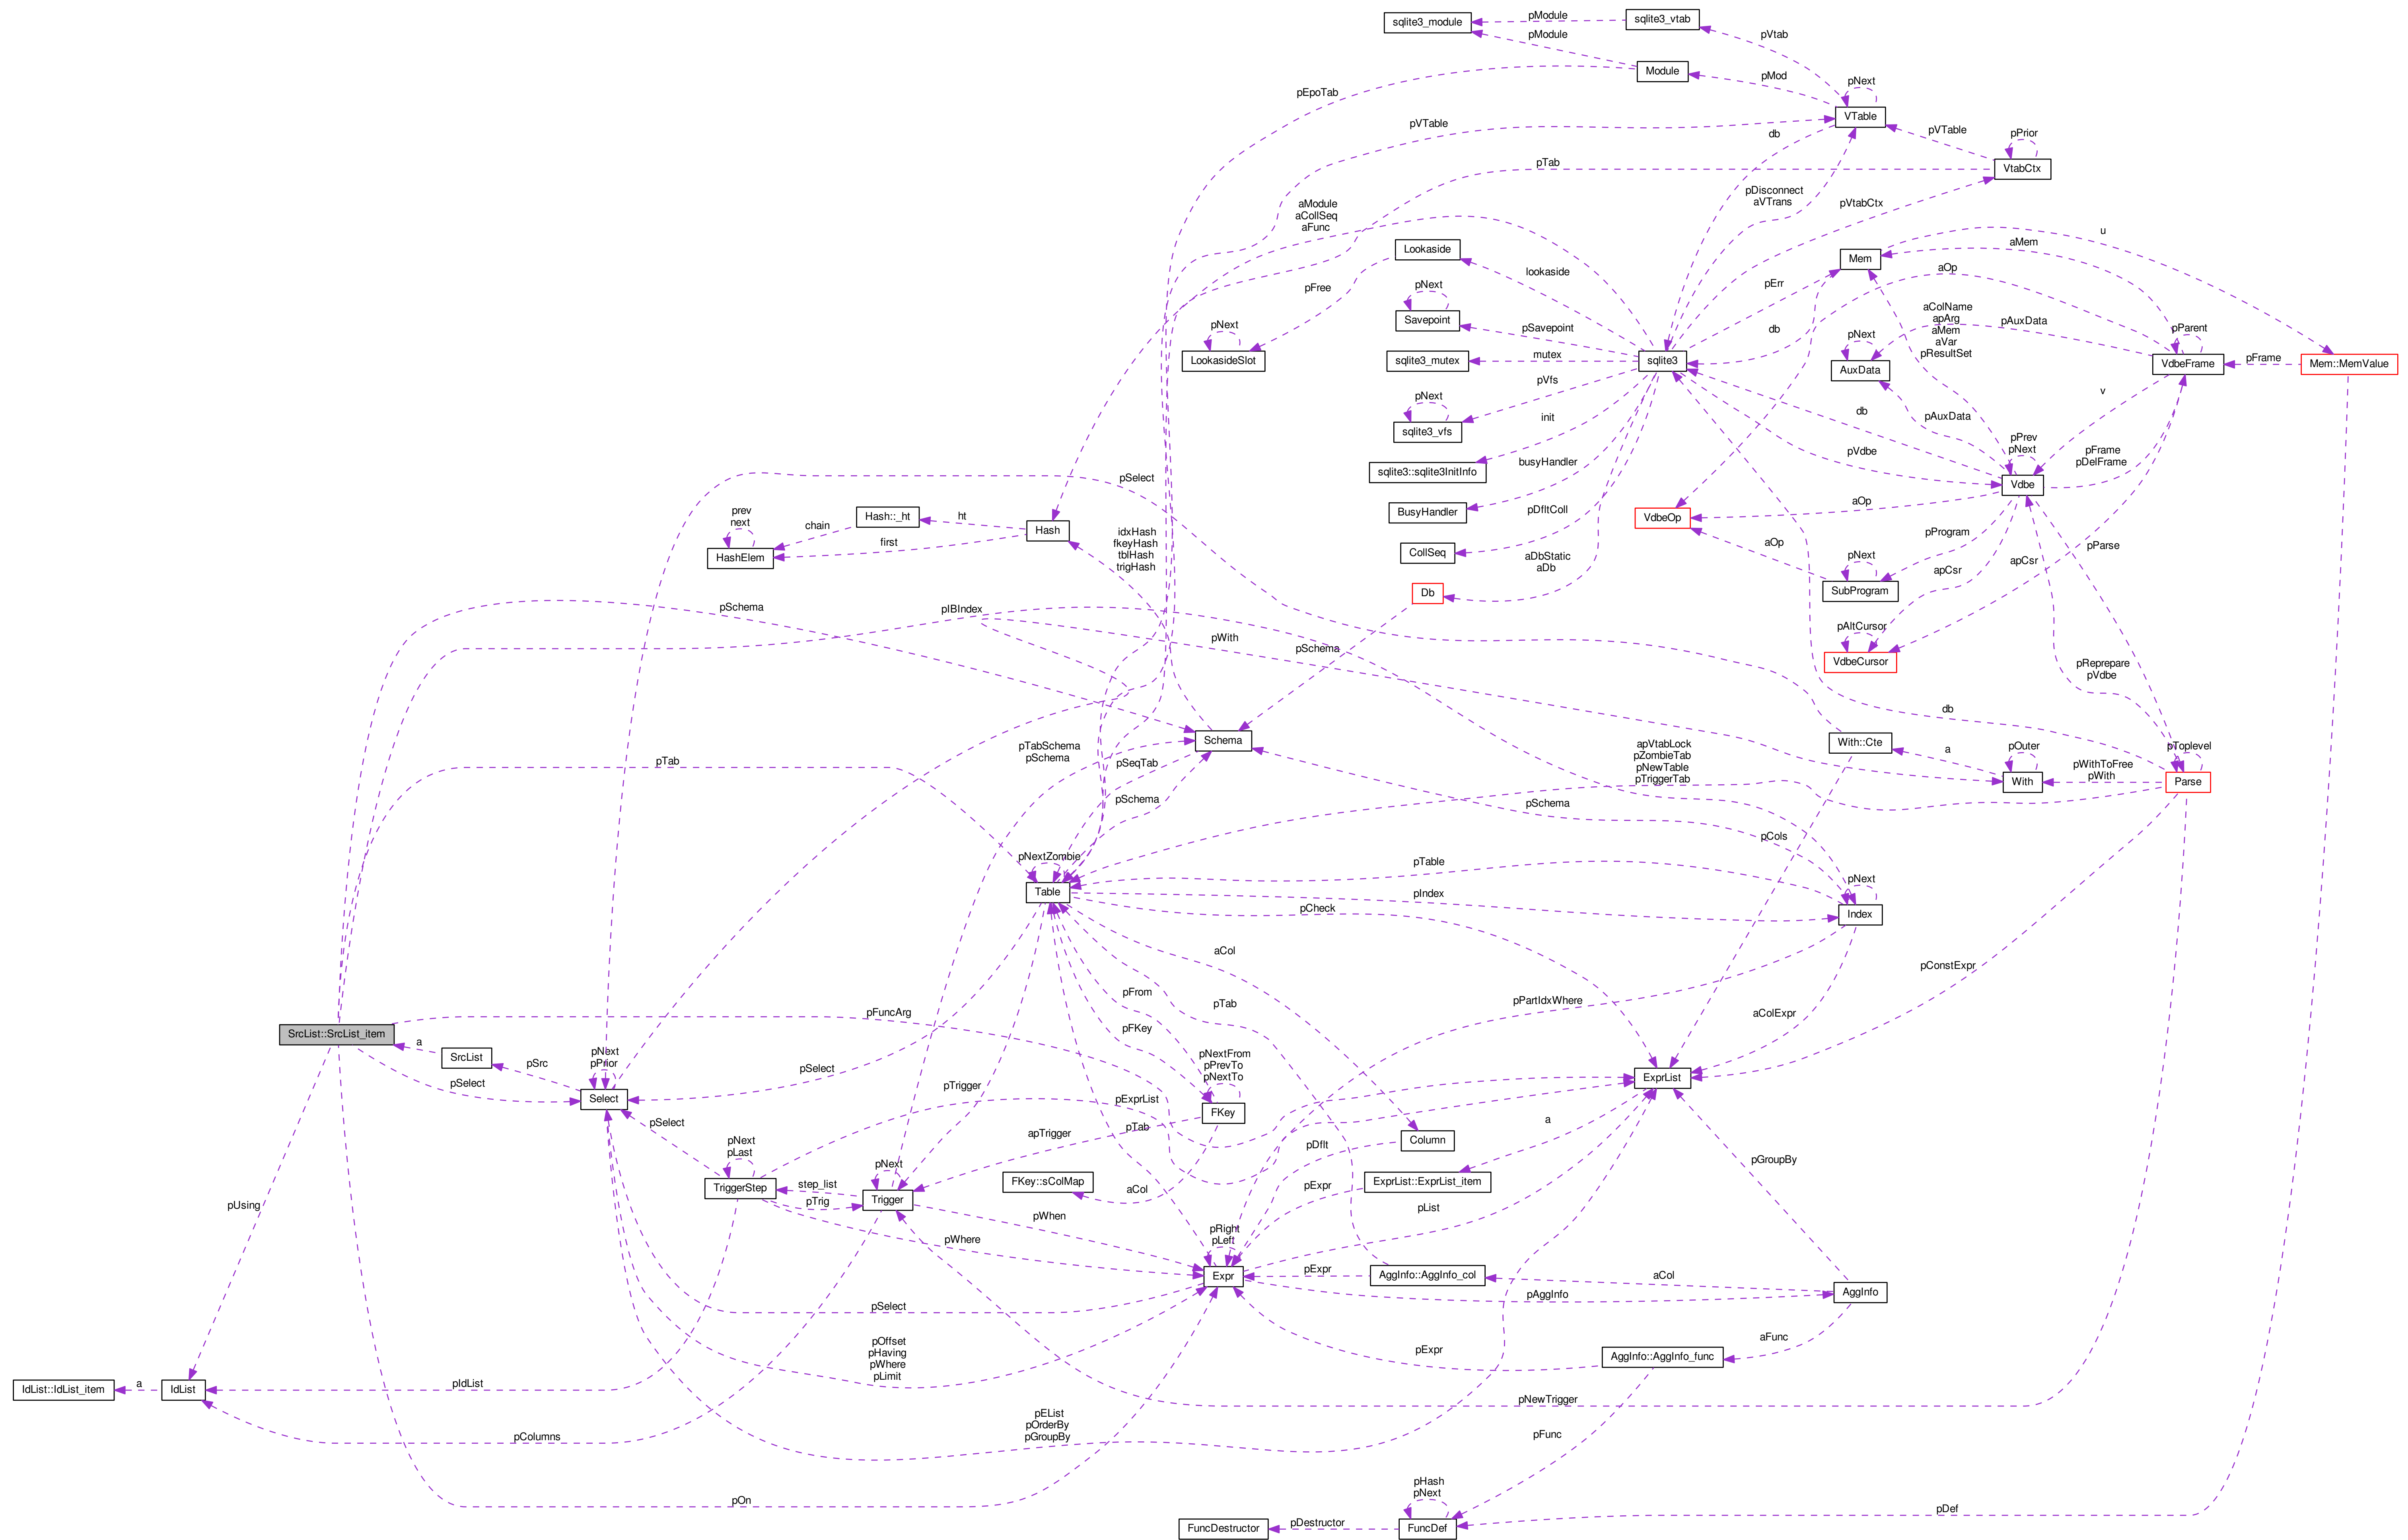 sqlite3_module
pModule
sqlite3_vtab
pModule
pVtab
Module
pMod
pNext
pEpoTab
VTable
pVTable
db
pVTable
pPrior
pTab
VtabCtx
pDisconnect
aVTrans
pVtabCtx
aModule
aCollSeq
aFunc
Lookaside
u
aMem
Mem
lookaside
aOp
pErr
pFree
pNext
Savepoint
pSavepoint
aColName
apArg
aMem
aVar
pResultSet
pAuxData
pNext
pParent
pNext
db
LookasideSlot
sqlite3_mutex
mutex
sqlite3
AuxData
VdbeFrame
pFrame
Mem::MemValue
pVfs
pNext
v
sqlite3_vfs
init
db
pAuxData
pPrev
pNext
pVdbe
pFrame
pDelFrame
sqlite3::sqlite3InitInfo
busyHandler
pSelect
Vdbe
aOp
BusyHandler
pDfltColl
VdbeOp
prev
next
Hash::_ht
ht
Hash
chain
HashElem
first
idxHash
fkeyHash
tblHash
trigHash
aOp
pNext
pProgram
pParse
CollSeq
aDbStatic
aDb
apCsr
apCsr
Db
SubProgram
pSchema
pIBIndex
pWith
pSchema
pAltCursor
VdbeCursor
pReprepare
pVdbe
db
Schema
With::Cte
a
pOuter
With
pWithToFree
pWith
pToplevel
Parse
pTabSchema
pSchema
pSeqTab
apVtabLock
pZombieTab
pNewTable
pTriggerTab
pTab
pSchema
pSchema
pCols
pNextZombie
Table
pTable
pIndex
pCheck
pNext
Index
aCol
pConstExpr
pFrom
pTab
pPartIdxWhere
aColExpr
SrcList::SrcList_item
pFuncArg
a
SrcList
pSrc
pFKey
pNext
pPrior
pSelect
Select
pSelect
pTrigger
pExprList
pNextFrom
pPrevTo
pNextTo
FKey
ExprList
a
pSelect
apTrigger
pTab
pDflt
Column
pNext
pLast
TriggerStep
step_list
pTrig
pNext
Trigger
FKey::sColMap
aCol
ExprList::ExprList_item
pExpr
pGroupBy
pUsing
pWhen
pList
pWhere
pRight
pLeft
Expr
pExpr
AggInfo::AggInfo_col
aCol
AggInfo
pAggInfo
pSelect
aFunc
pOffset
pHaving
pWhere
pLimit
pExpr
AggInfo::AggInfo_func
IdList::IdList_item
a
IdList
pIdList
pNewTrigger
pEList
pOrderBy
pGroupBy
pColumns
pFunc
pOn
pHash
pNext
pDef
FuncDestructor
pDestructor
FuncDef